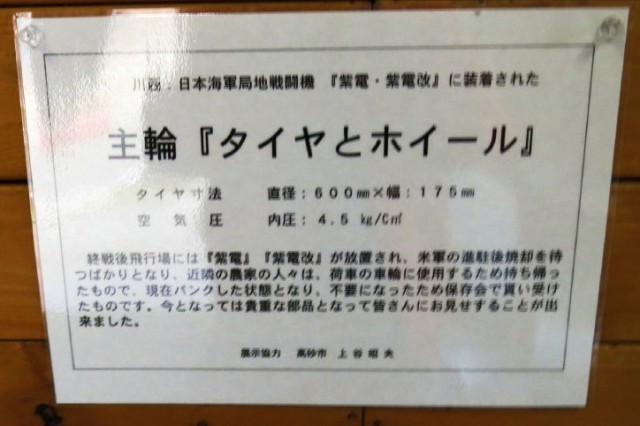 川西：日本海軍局地戦闘機 『紫電・紫電改』に装着された
主輪『タイヤとホイール』
タイヤ寸法 直径：600㎜×幅：175㎜
空気圧 内圧：4.5 ㎏/C㎡
終戦後飛行場には『紫電』『紫電改』が放置され、米軍の進駐後焼却を待
つばかりとなり、近隣の農家の人々は、荷車の車輪に使用するため持ち帰っ
たもので、現在パンクした状態となり、不要になったため保存会で貰い受け
たものです。今となっては貴重な部品となって皆さんにお見せすることが出
来ました。
展示協力 高砂市 上谷昭夫